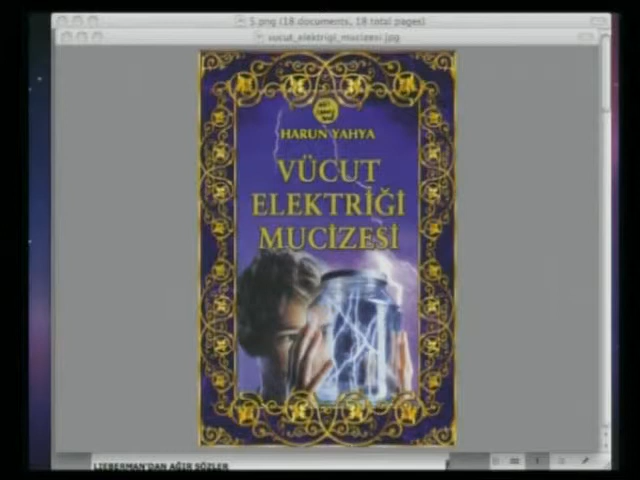 5.png (18 documents, 18 total pages)
vucut_elektrigi_mucizesi.jpg
HARUN YAHYA
VÜCUT
ELEKTRİĞİ
MUCİZESİ
LIEBERMAN'DAN AĞIR SÖZLER